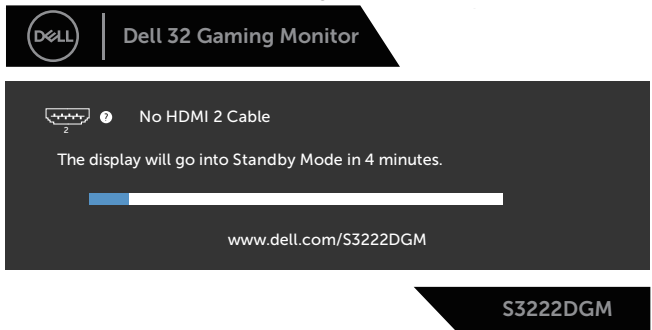 DELL
Dell 32 Gaming Monitor
? No HDMI 2 Cable
2
The display will go into Standby Mode in 4 minutes.
www.dell.com/S3222DGM
S3222DGM